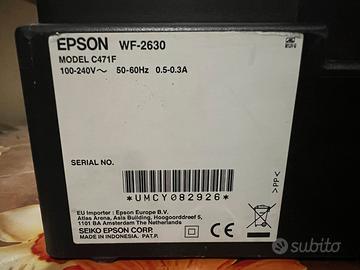 EPSON WF-2630
MODEL C471F
100-240V~ 50-60Hz 0.5-0.3A
SERIAL NO.
*UMCY082926*
>PP<
EU Importer : Epson Europe B.V.
Atlas Arena, Asia Building, Hoogoorddreef 5,
1101 BA Amsterdam The Netherlands
SEIKO EPSON CORP.
MADE IN INDONESIA. PAT.P.
CE
subito